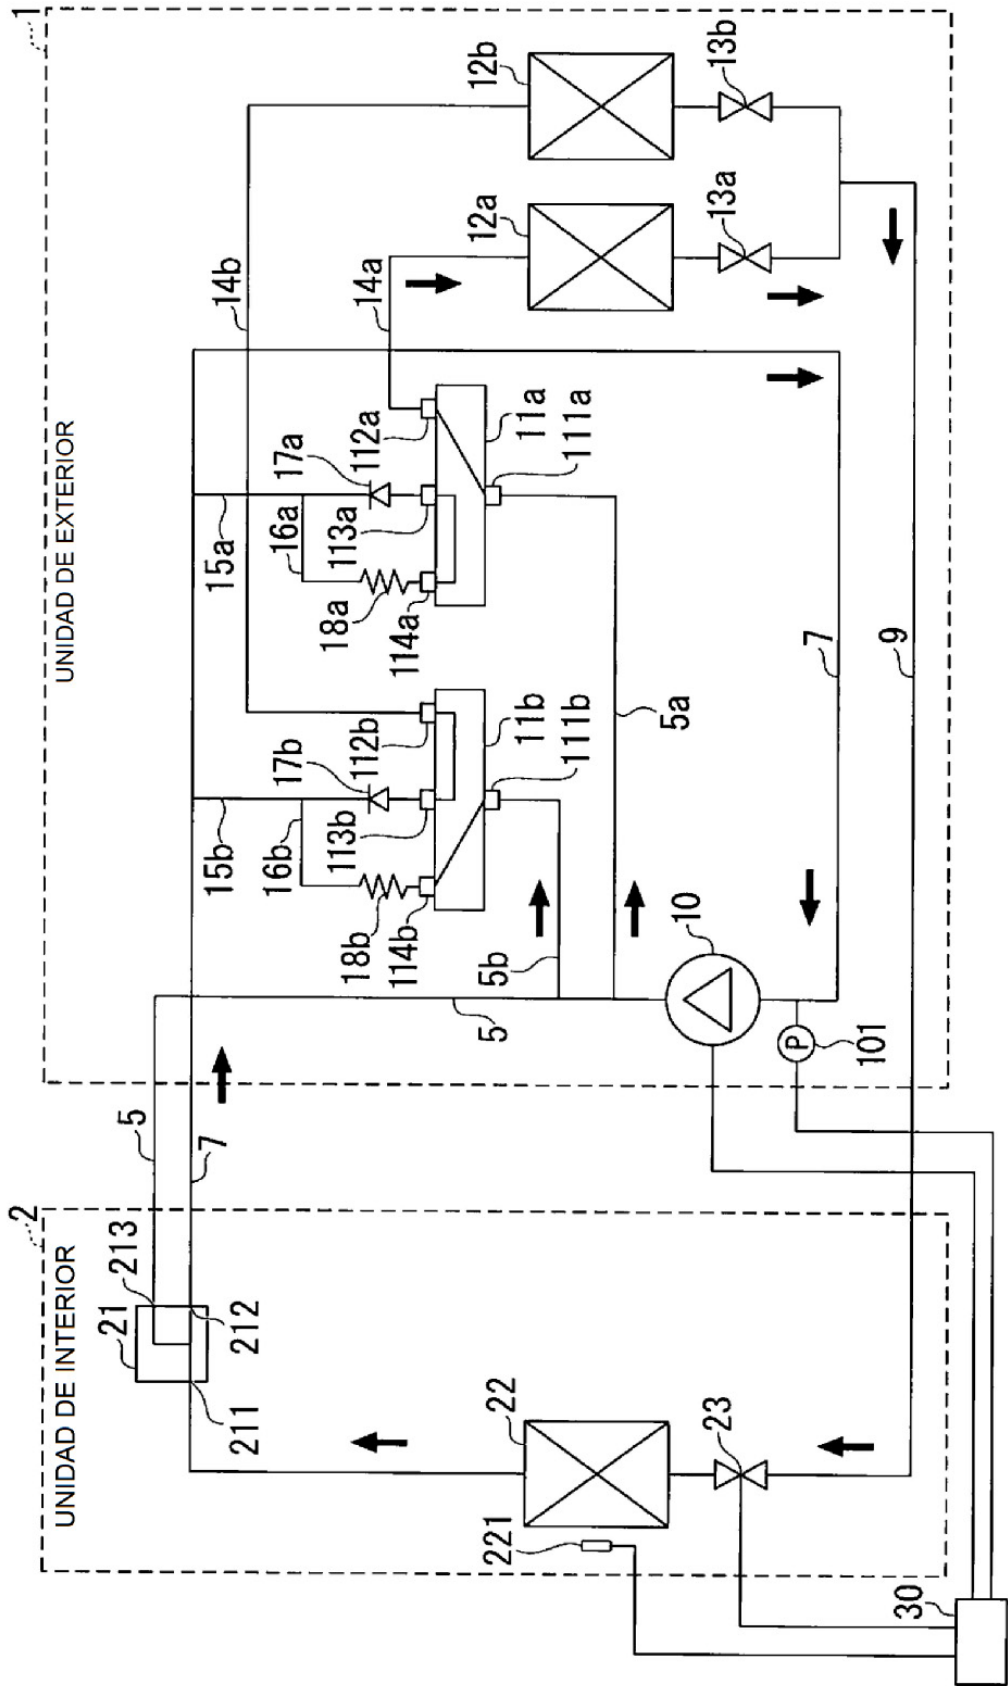 2
1
UNIDAD DE INTERIOR
UNIDAD DE EXTERIOR
21
213
5
211
212
7
15b
15a
14b
16b
17b
16a
17a
18b
112b
18a
112a
14a
114b
113b
114a
113a
221
22
5
5b
12a
12b
11b
11a
111b
111a
5a
10
23
13a
13b
P
101
7
30
9